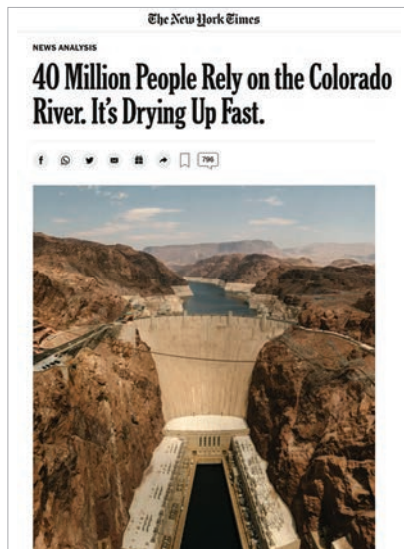 The New York Times
NEWS ANALYSIS
40 Million People Rely on the Colorado
River. It's Drying Up Fast.
796